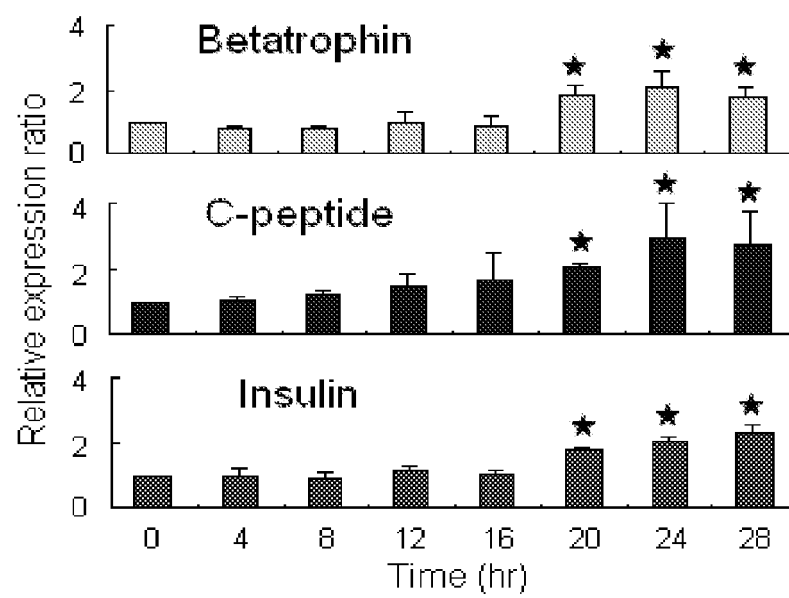 Relative expression ratio
Betatrophin
4
2
0
C-peptide
4
2
0
Insulin
4
2
0
0 4 8 12 16 20 24 28
Time (hr)